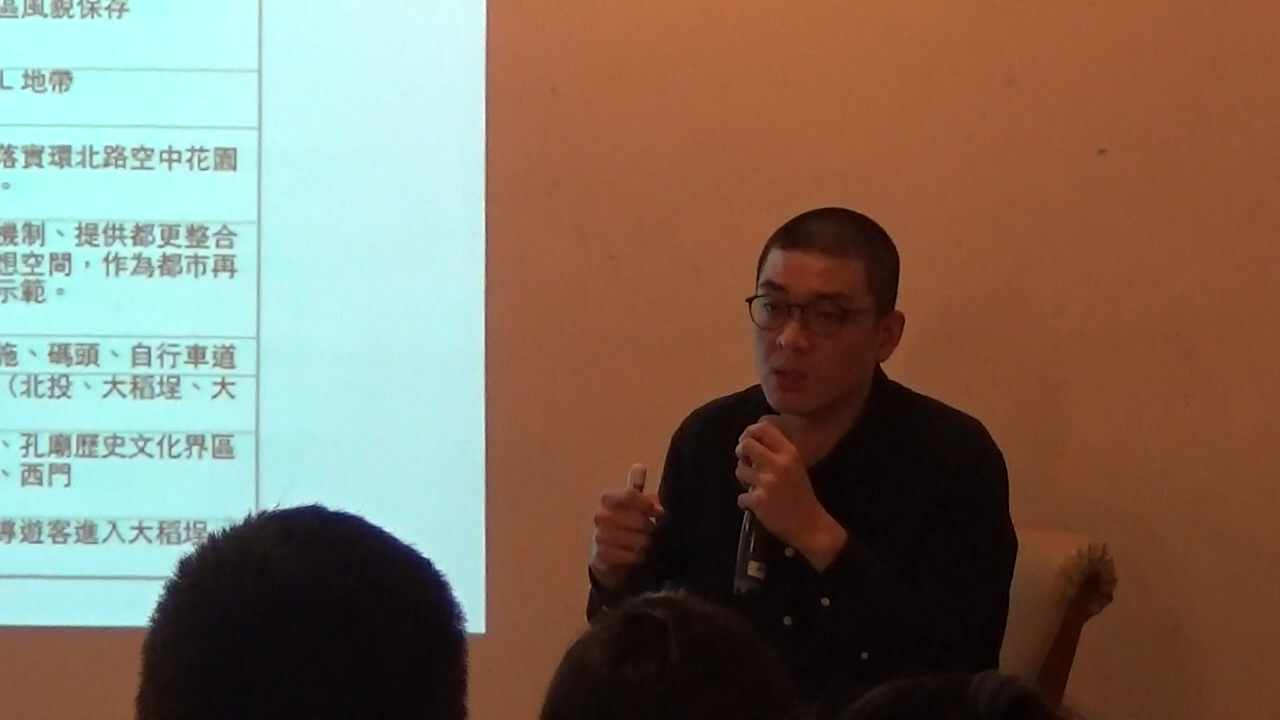 區風貌保存
L 地帶
落實環北路空中花園
。
機制、提供都更整合
想空間，作為都市再
示範。
施、碼頭、自行車道
（北投、大稻埕、大
、孔廟歷史文化界區
、西門
導遊客進入大稻埕